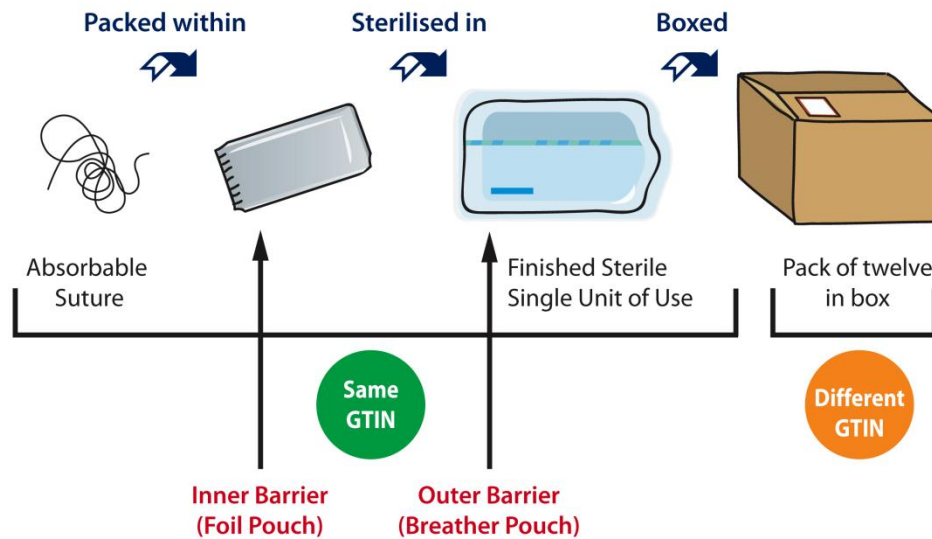 Packed within
Sterilised in
Boxed
Absorbable
Suture
Finished Sterile
Single Unit of Use
Pack of twelve
in box
Same
GTIN
Different
GTIN
Inner Barrier
(Foil Pouch)
Outer Barrier
(Breather Pouch)